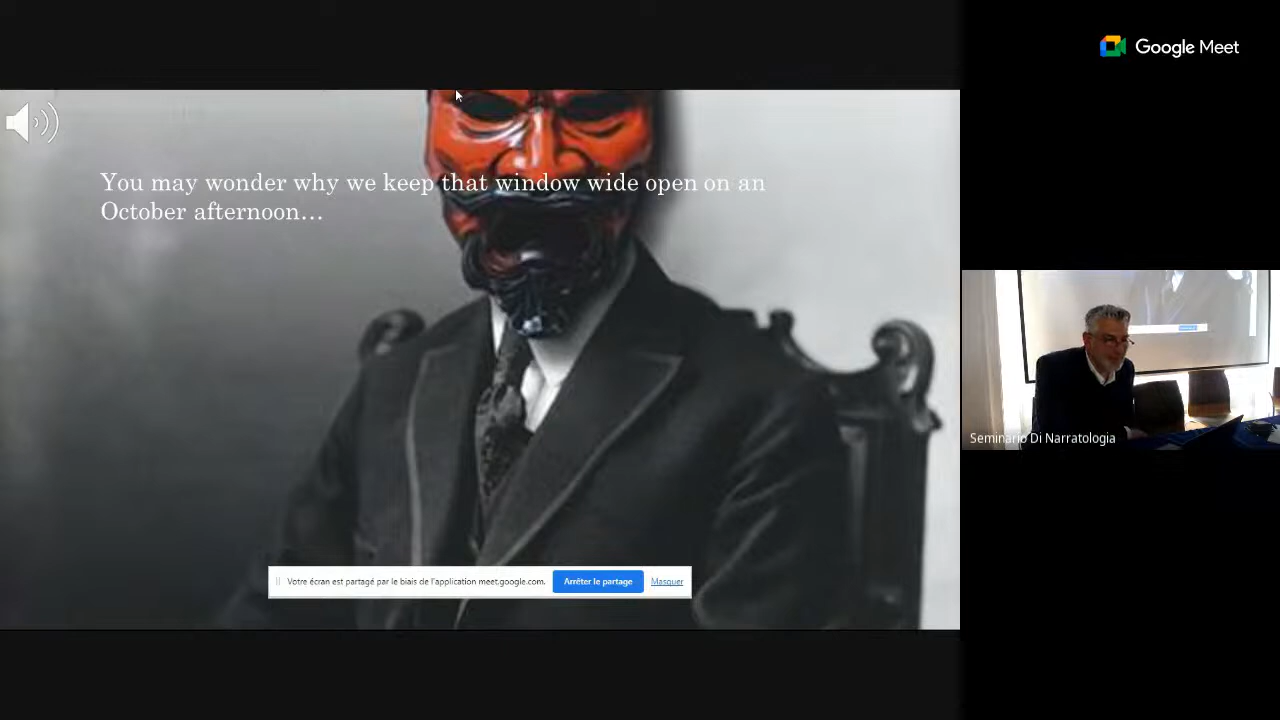 Google Meet
You may wonder why we keep that window wide open on an
October afternoon…
Seminario Di Narratologia
Votre écran est partagé par le biais de l'application meet.google.com.
Arrêter le partage
Masquer